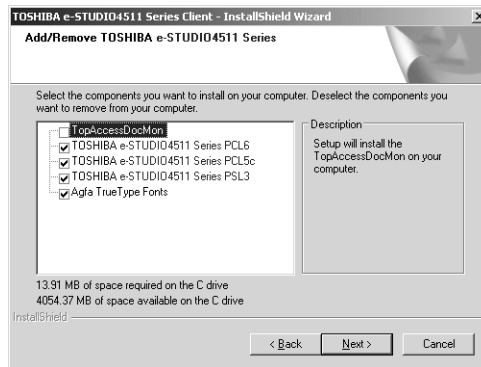 TOSHIBA e-STUDIO4511 Series Client - InstallShield Wizard
Add/Remove TOSHIBA e-STUDIO4511 Series
Select the components you want to install on your computer. Deselect the components you
want to remove from your computer.
TopAccessDocMon
TOSHIBA e-STUDIO4511 Series PCL6
TOSHIBA e-STUDIO4511 Series PCL5c
TOSHIBA e-STUDIO4511 Series PSL3
Agfa TrueType Fonts
Description
Setup will install the
TopAccessDocMon on your
computer.
13.91 MB of space required on the C drive
4054.37 MB of space available on the C drive
InstallShield
< Back
Next >
Cancel